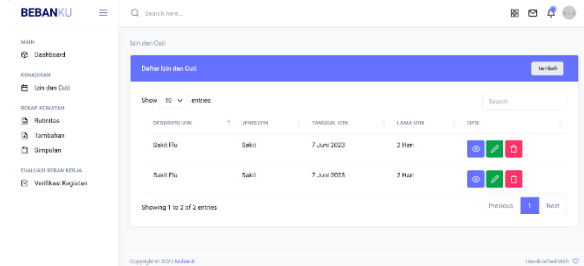 BEBANKU
Search here...
MAIN
Dashboard
KEHADIRAN
Izin dan Cuti
REKAP KEGIATAN
Rutinitas
Tambahan
Simpulan
EVALUASI BEBAN KERJA
Verifikasi Kegiatan
Izin dan Cuti
Daftar Izin dan Cuti
tambah
Show 10 entries
Search
DESKRIPSI IZIN JENIS IZIN TANGGAL IZIN LAMA IZIN OPSI
Sakit Flu Sakit 7 Juni 2023 2 Hari
Sakit Flu Sakit 7 Juni 2023 2 Hari
Showing 1 to 2 of 2 entries
Previous 1 Next
Copyright © 2023
Handcrafted With